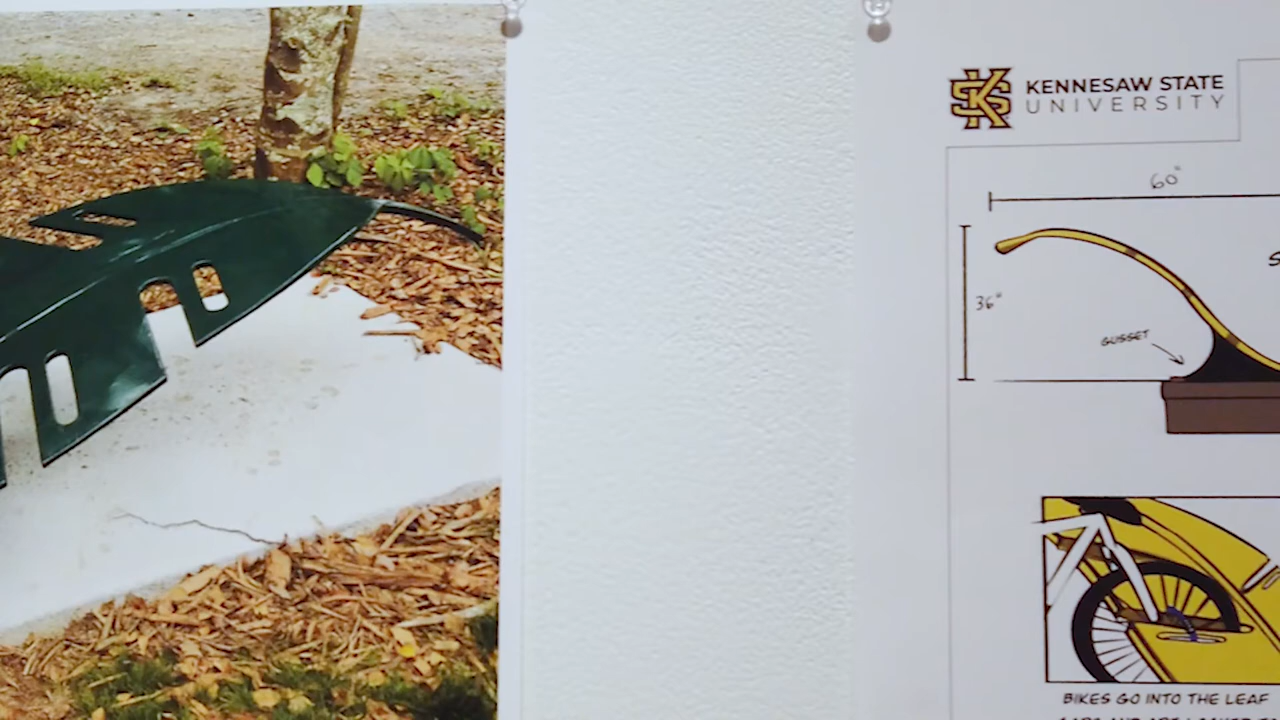 KENNESAW STATE
UNIVERSITY
60"
36"
GUSSET
BIKES GO INTO THE LEAF